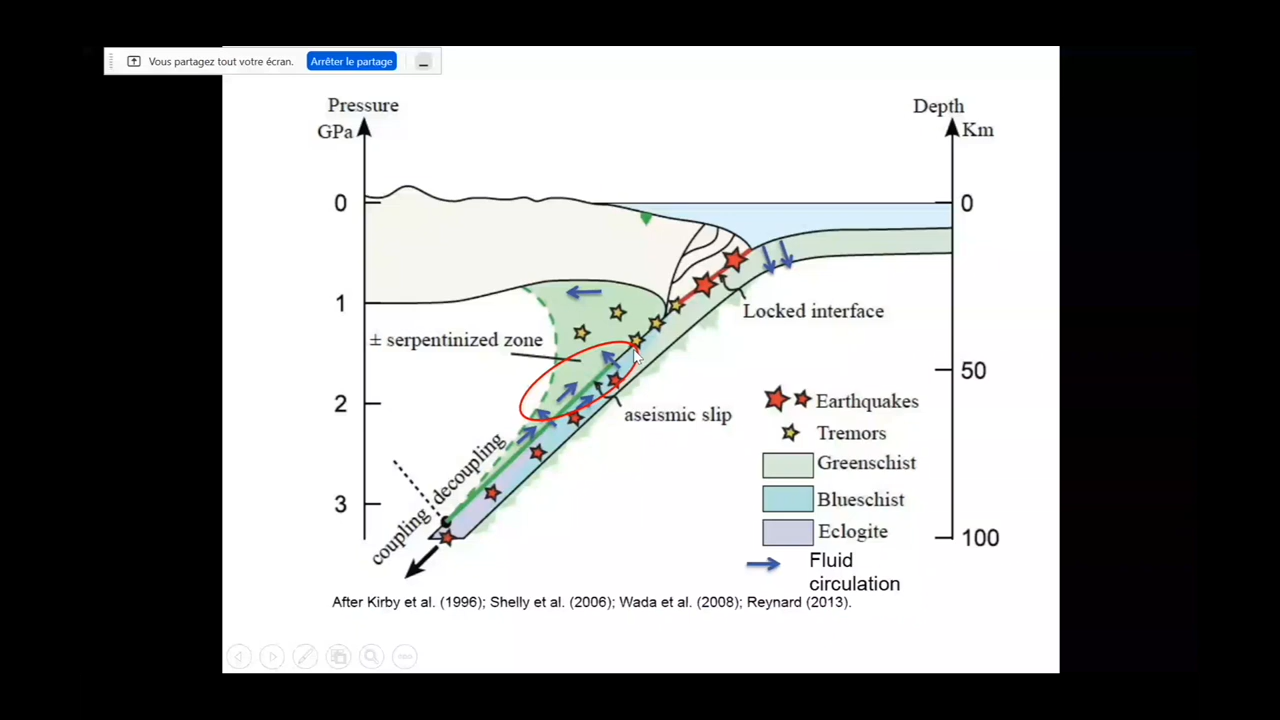 Vous partagez tout votre écran.
Arrêter le partage
Pressure
GPa
Depth
Km
0
0
1
Locked interface
± serpentinized zone
50
2
aseismic slip
Earthquakes
Tremors
Greenschist
decoupling
Blueschist
3
coupling
Eclogite
100
Fluid
circulation
After Kirby et al. (1996); Shelly et al. (2006); Wada et al. (2008); Reynard (2013).